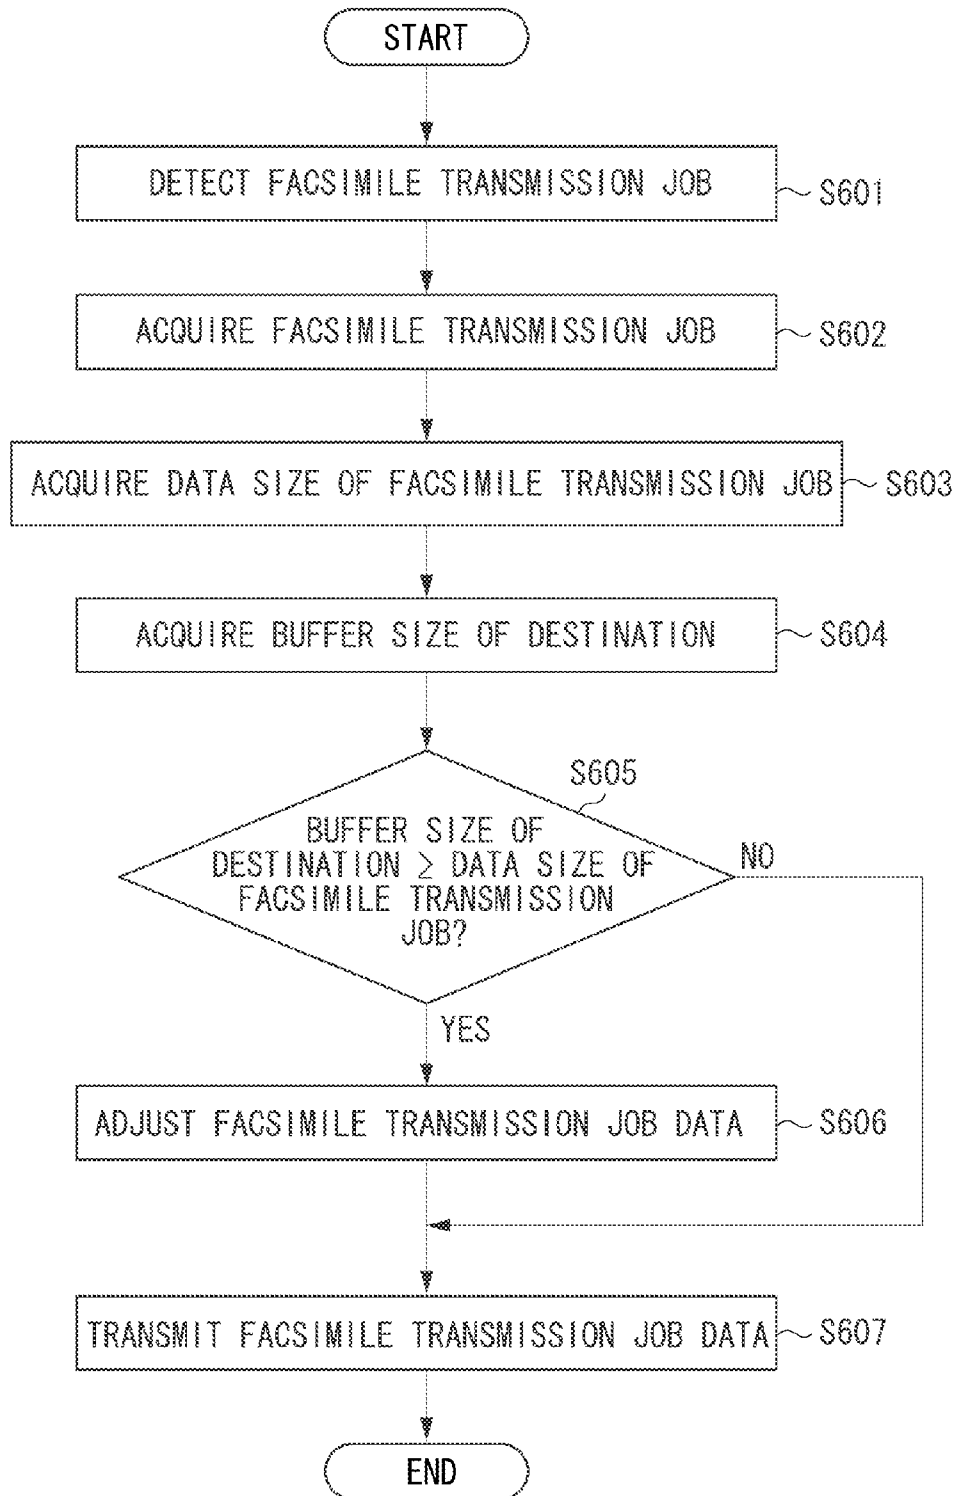 START
DETECT FACSIMILE TRANSMISSION JOB
S601
ACQUIRE FACSIMILE TRANSMISSION JOB
S602
ACQUIRE DATA SIZE OF FACSIMILE TRANSMISSION JOB
S603
ACQUIRE BUFFER SIZE OF DESTINATION
S604
S605
BUFFER SIZE OF
DESTINATION ≥ DATA SIZE OF
FACSIMILE TRANSMISSION
JOB?
NO
YES
ADJUST FACSIMILE TRANSMISSION JOB DATA
S606
TRANSMIT FACSIMILE TRANSMISSION JOB DATA
S607
END